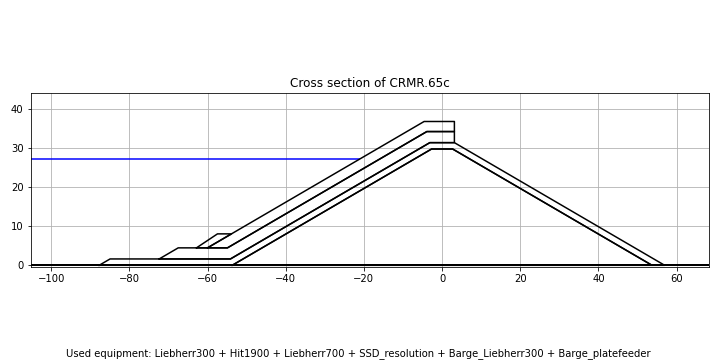 Cross section of CRMR.65c
40
30
20
10
0
−100 −80 −60 −40 −20 0 20 40 60
Used equipment: Liebherr300 + Hit1900 + Liebherr700 + SSD_resolution + Barge_Liebherr300 + Barge_platefeeder